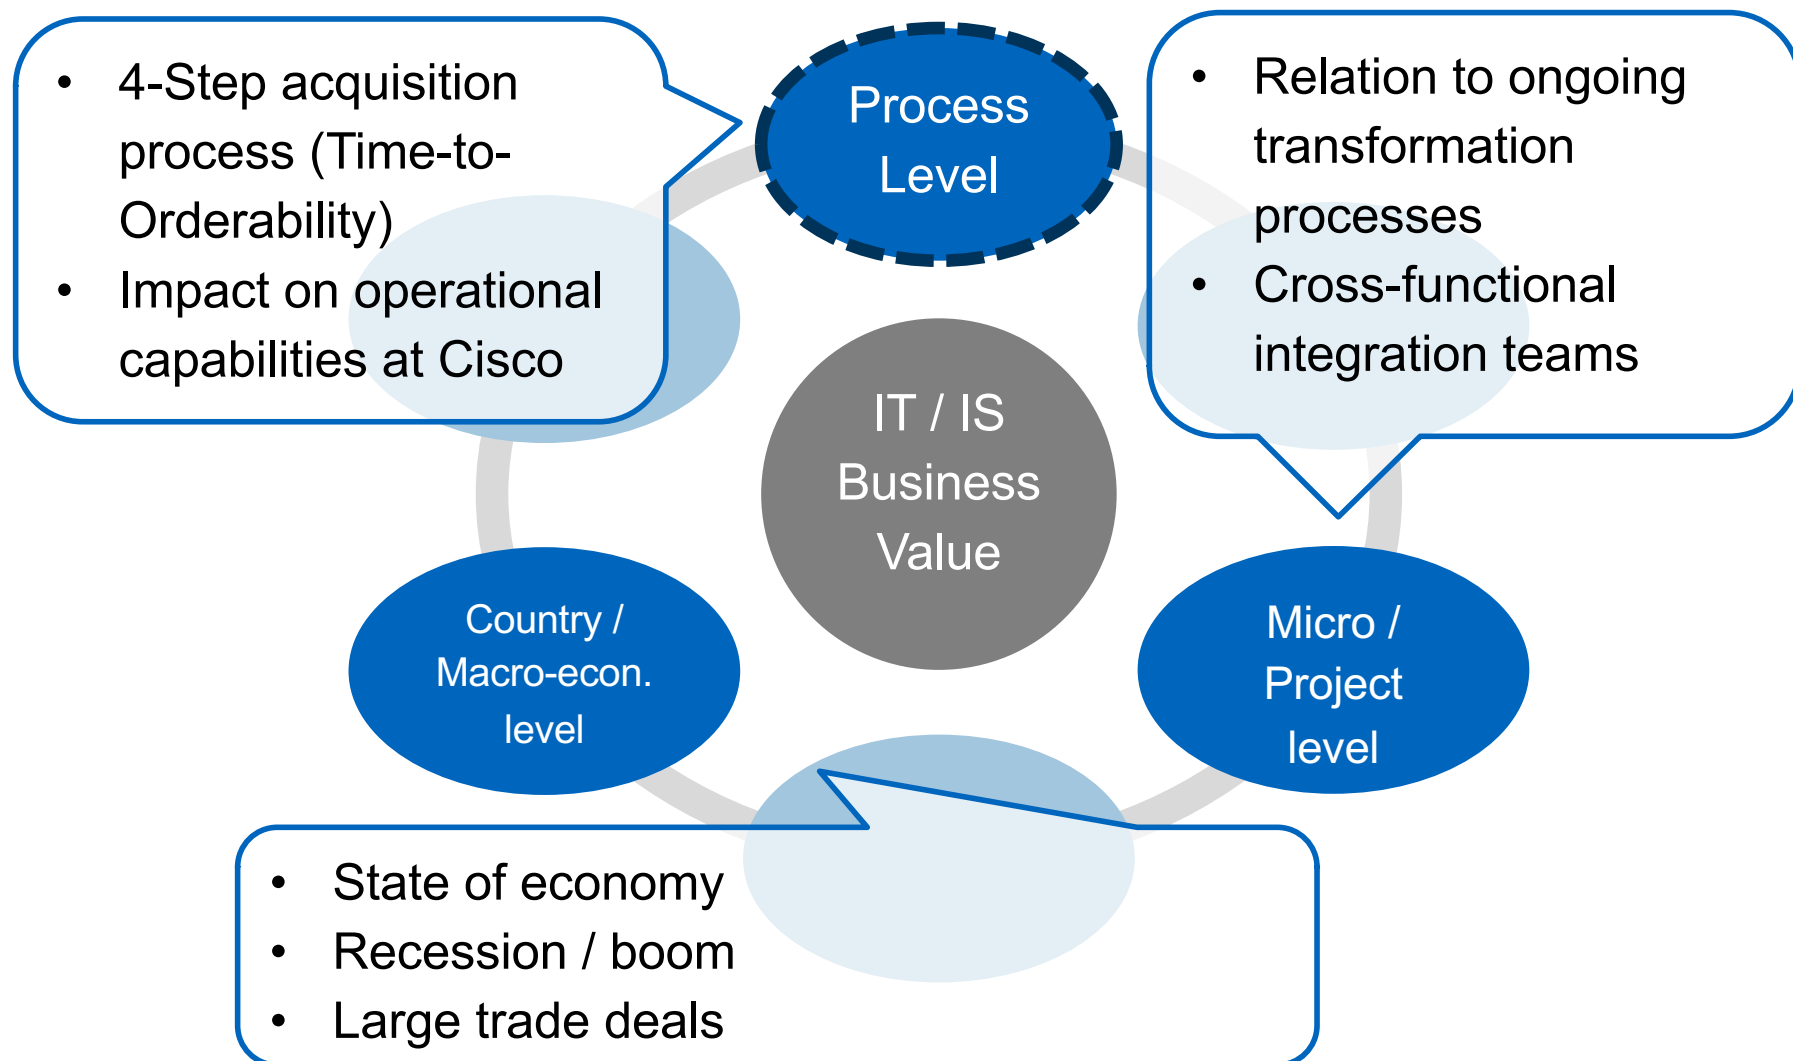 • 4-Step acquisition
process (Time-to-
Orderability)
• Impact on operational
capabilities at Cisco
Process
Level
• Relation to ongoing
transformation
processes
• Cross-functional
integration teams
IT / IS
Business
Value
Country /
Macro-econ.
level
Micro /
Project
level
• State of economy
• Recession / boom
• Large trade deals